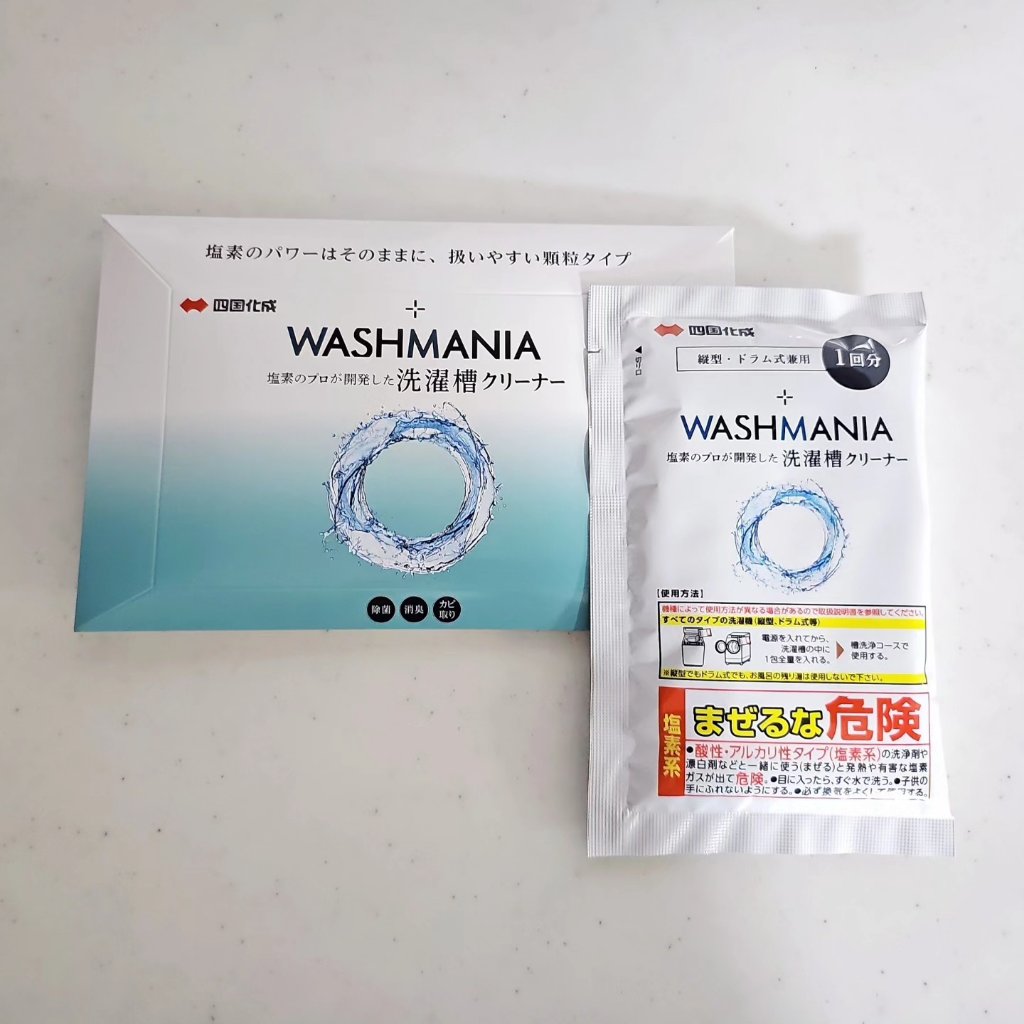 塩素のパワーはそのままに、扱いやすい顆粒タイプ
四国化成
WASHMANIA
塩素のプロが開発した洗濯槽クリーナー
除菌
消臭
カビ
取り
四国化成
縦型・ドラム式兼用
1回分
WASHMANIA
塩素のプロが開発した洗濯槽クリーナー
【使用方法】
機種によって使用方法が異なる場合があるので取扱説明書を参照してください。
すべてのタイプの洗濯機(縦型、ドラム式等)
電源を入れてから、
洗濯槽の中に
1包全量を入れる。
槽洗浄コースで
使用する。
※縦型でもドラム式でも、お風呂の残り湯は使用しないで下さい。
塩素系
まぜるな危険
●酸性・アルカリ性タイプ(塩素系)の洗浄剤や
漂白剤などと一緒に使う(まぜる)と発熱や有害な塩素
ガスが出て危険。●目に入ったら、すぐ水で洗う。●子供の
手にふれないようにする。●必ず換気をよくして使用する。